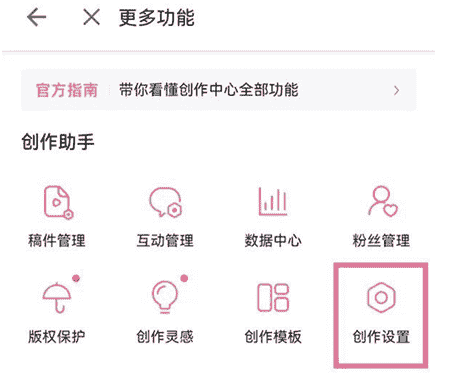 更多功能
官方指南 带你看懂创作中心全部功能
创作助手
稿件管理 互动管理 数据中心 粉丝管理
版权保护 创作灵感 创作模板 创作设置